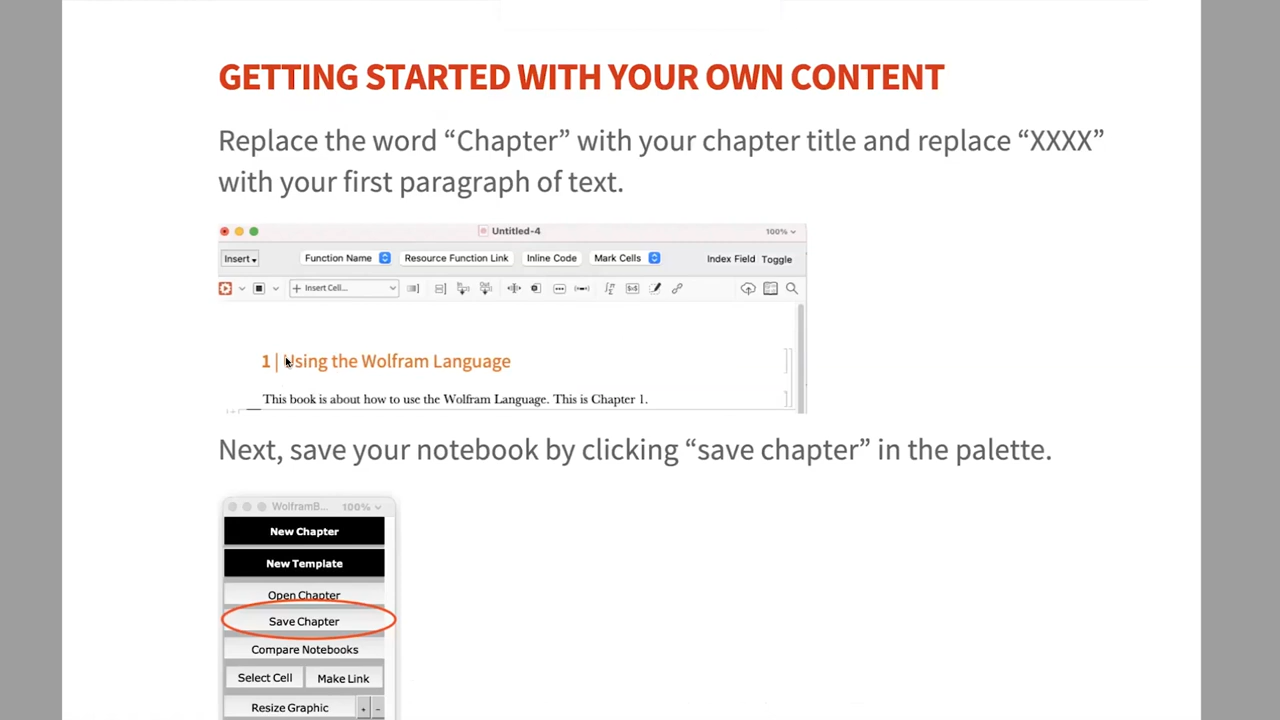 GETTING STARTED WITH YOUR OWN CONTENT
Replace the word “Chapter” with your chapter title and replace “XXXX”
with your first paragraph of text.
Untitled-4 100%
Insert Function Name Resource Function Link Inline Code Mark Cells Index Field Toggle
+ Insert Cell...
1 | Using the Wolfram Language
This book is about how to use the Wolfram Language. This is Chapter 1.
Next, save your notebook by clicking “save chapter” in the palette.
WolframB... 100%
New Chapter
New Template
Open Chapter
Save Chapter
Compare Notebooks
Select Cell Make Link
Resize Graphic + -